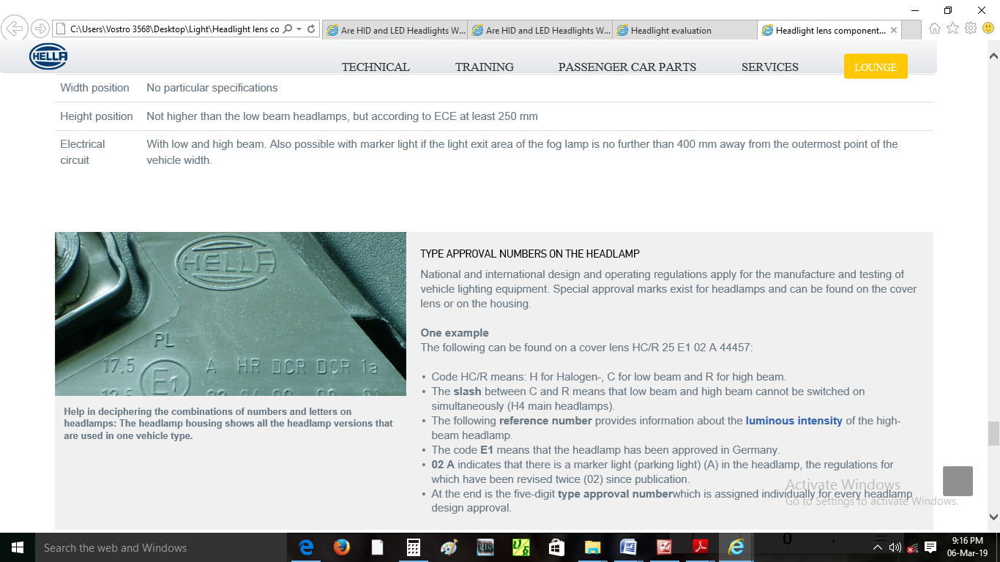 C:\Users\Vostro 3568\Desktop\Light\Headlight lens co
Are HID and LED Headlights W...
Are HID and LED Headlights W...
Headlight evaluation
Headlight lens component...
HELLA
TECHNICAL
TRAINING
PASSENGER CAR PARTS
SERVICES
LOUNGE
Width position No particular specifications
Height position Not higher than the low beam headlamps, but according to ECE at least 250 mm
Electrical circuit
With low and high beam. Also possible with marker light if the light exit area of the fog lamp is no further than 400 mm away from the outermost point of the
vehicle width.
HELLA
PL
17,5 E1 A HR DCR DCR 1a
Help in deciphering the combinations of numbers and letters on
headlamps: The headlamp housing shows all the headlamp versions that
are used in one vehicle type.
TYPE APPROVAL NUMBERS ON THE HEADLAMP
National and international design and operating regulations apply for the manufacture and testing of
vehicle lighting equipment. Special approval marks exist for headlamps and can be found on the cover
lens or on the housing.
One example
The following can be found on a cover lens HC/R 25 E1 02 A 44457:
• Code HC/R means: H for Halogen-, C for low beam and R for high beam.
• The slash between C and R means that low beam and high beam cannot be switched on
simultaneously (H4 main headlamps).
• The following reference number provides information about the luminous intensity of the high-
beam headlamp.
• The code E1 means that the headlamp has been approved in Germany.
• 02 A indicates that there is a marker light (parking light) (A) in the headlamp, the regulations for
which have been revised twice (02) since publication.
• At the end is the five-digit type approval numberwhich is assigned individually for every headlamp
design approval.
Activate Windows
Go to Settings to activate Windows.
Search the web and Windows
9:16 PM
06-Mar-19